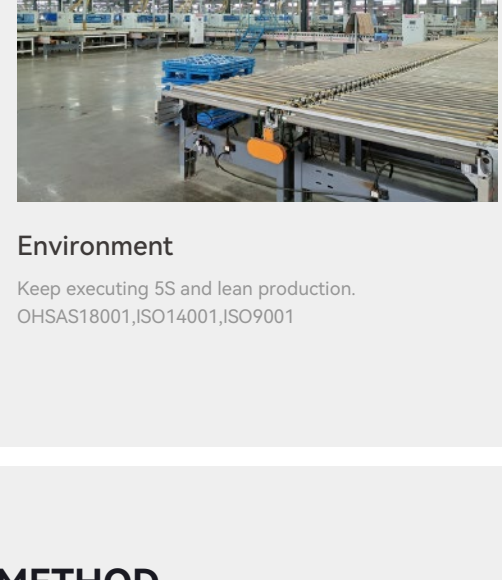 Environment
Keep executing 5S and lean production.
OHSAS18001,ISO14001,ISO9001
METHOD